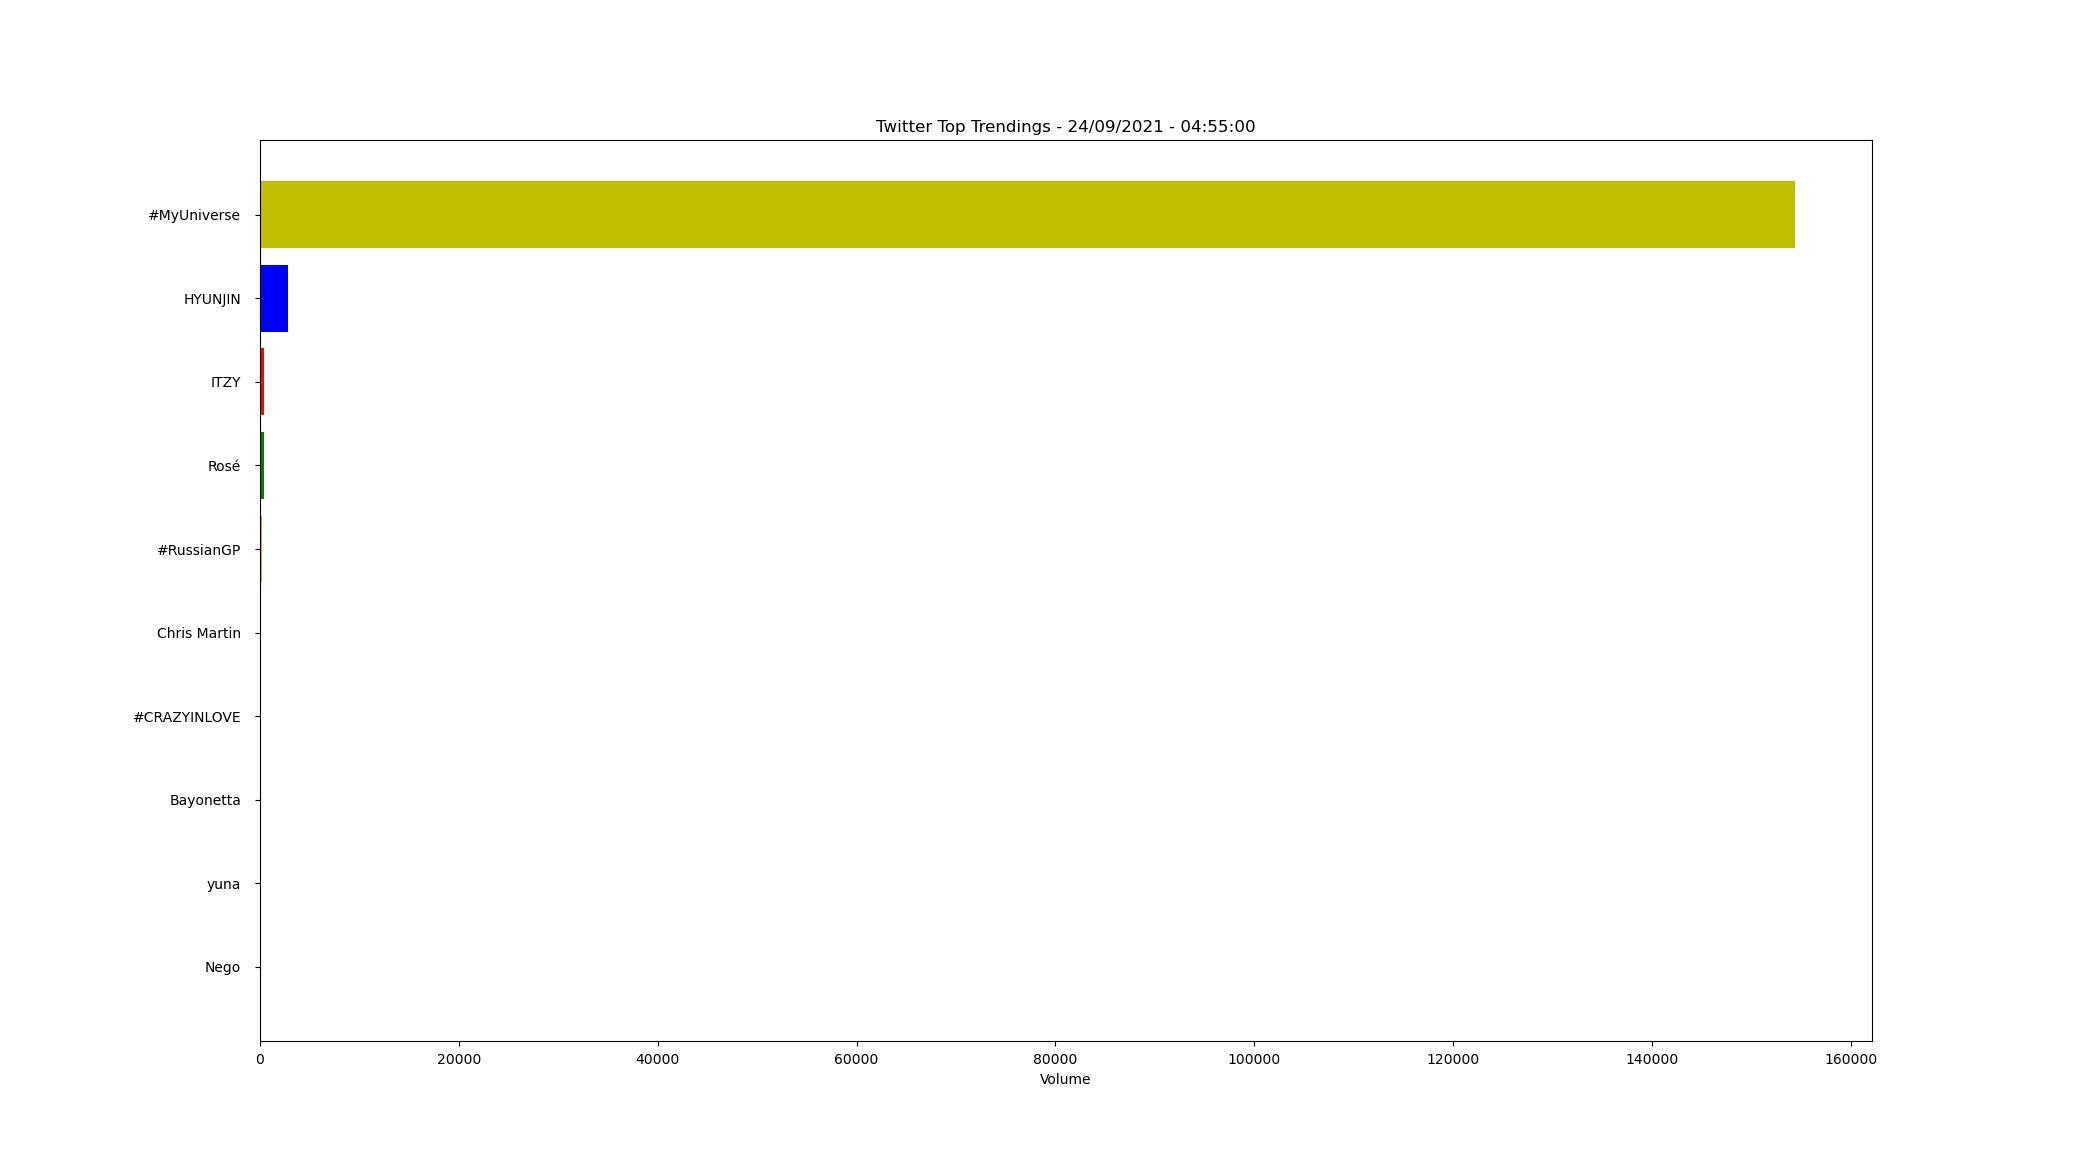 Twitter Top Trendings - 24/09/2021 - 04:55:00
#MyUniverse
HYUNJIN
ITZY
Rosé
#RussianGP
Chris Martin
#CRAZYINLOVE
Bayonetta
yuna
Nego
0 20000 40000 60000 80000 100000 120000 140000 160000
Volume